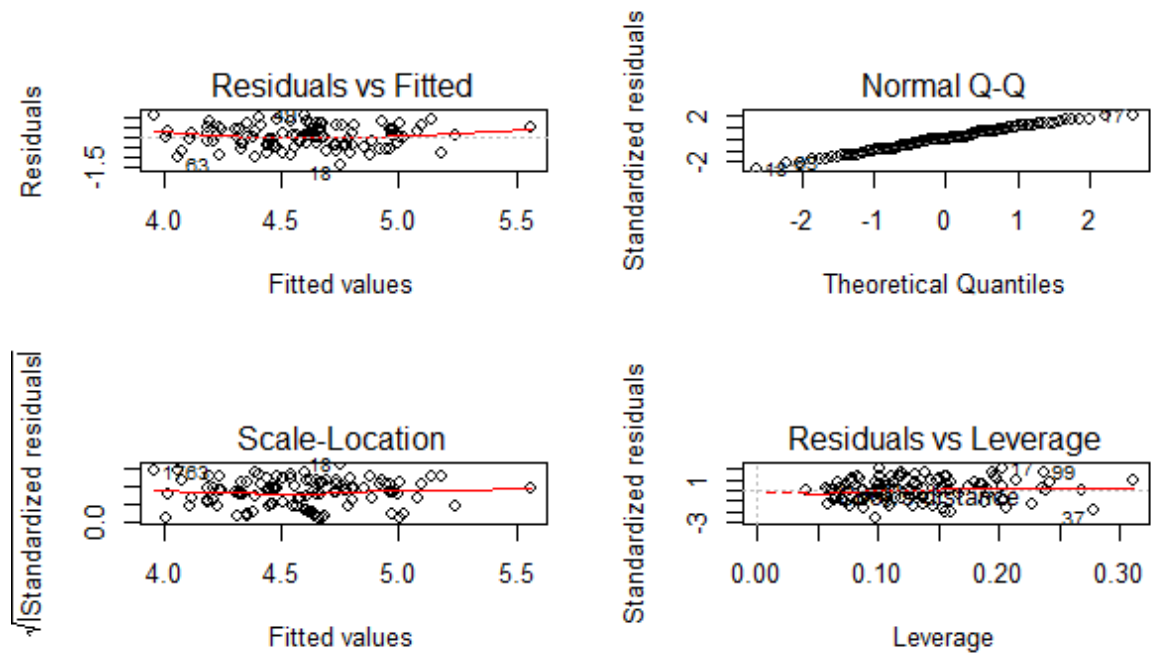 Residuals vs Fitted
Residuals
-1.5
63
18
4.0 4.5 5.0 5.5
Fitted values
Normal Q-Q
Standardized residuals
2
-2
4.0
-2 -1 0 1 2
Theoretical Quantiles
Scale-Location
√|Standardized residuals|
0.0
1763
18
4.0 4.5 5.0 5.5
Fitted values
Residuals vs Leverage
Standardized residuals
1
-3
17
99
37
0.00 0.10 0.20 0.30
Leverage